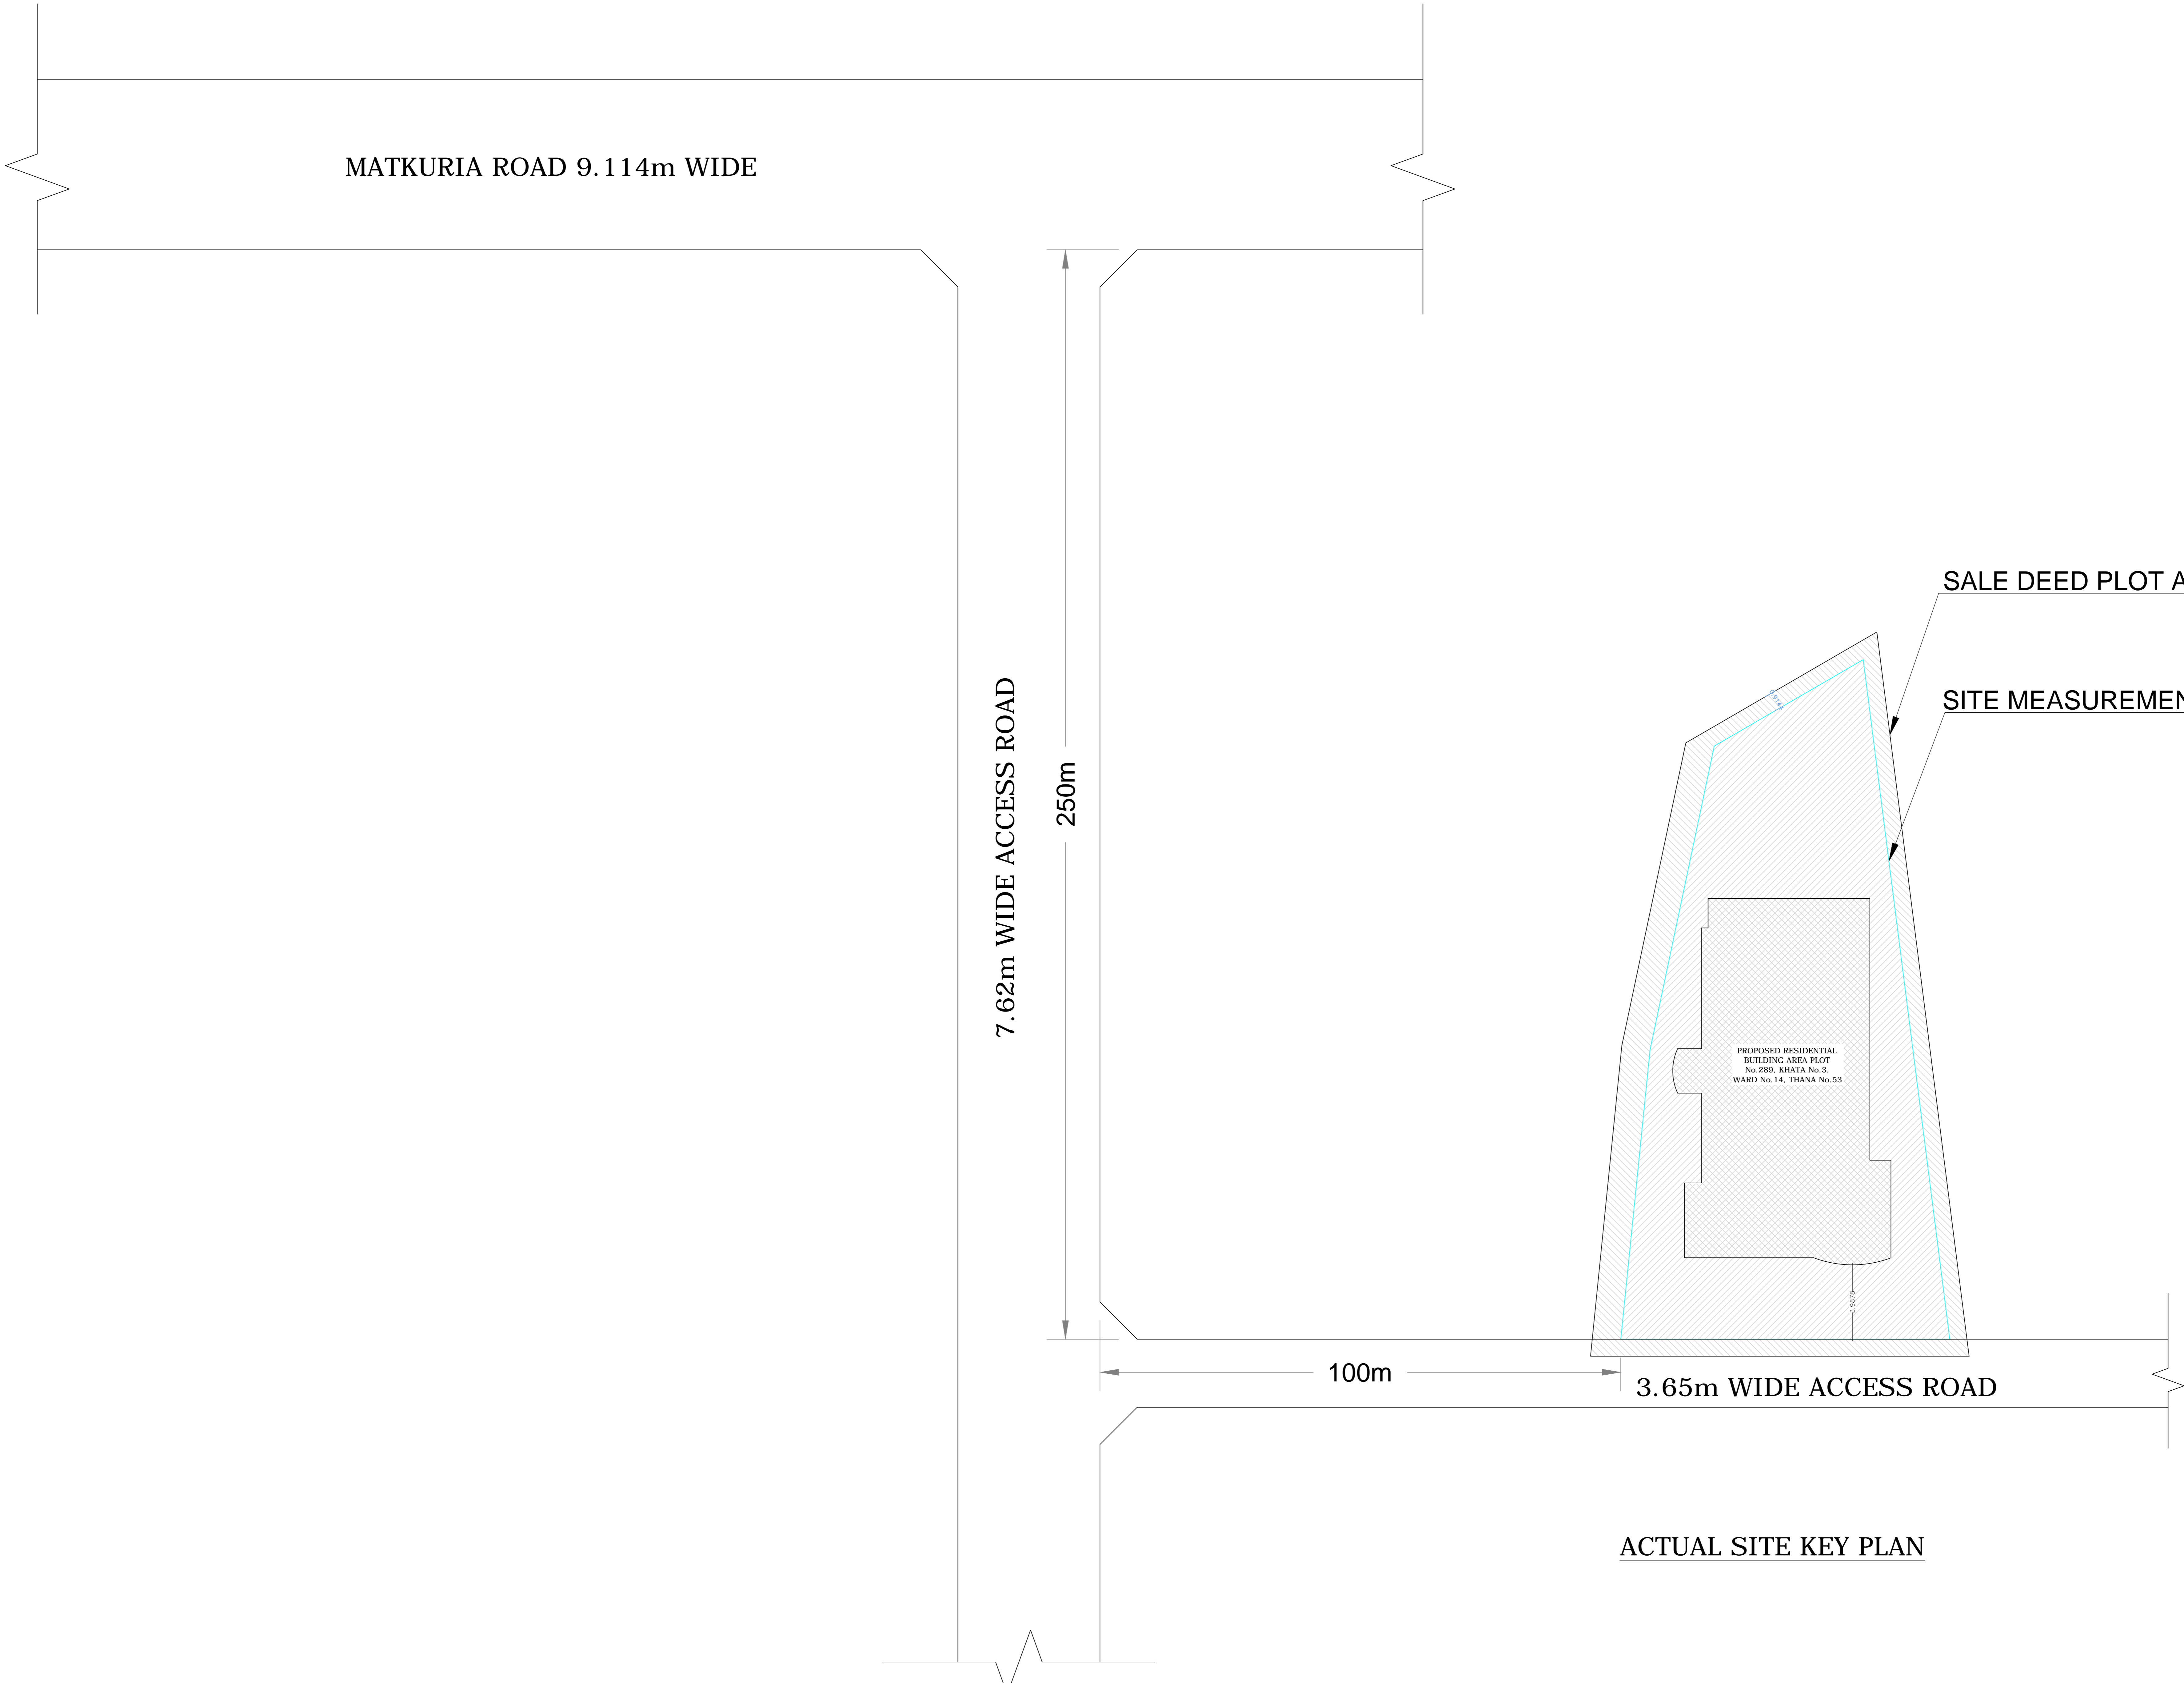 MATKURIA ROAD 9.114m WIDE
SALE DEED PLOT A
SITE MEASUREMEN
7.62m WIDE ACCESS ROAD
250m
PROPOSED RESIDENTIAL
BUILDING AREA PLOT
No.289, KHATA No.3,
WARD No.14, THANA No.53
3.9878
100m
3.65m WIDE ACCESS ROAD
ACTUAL SITE KEY PLAN